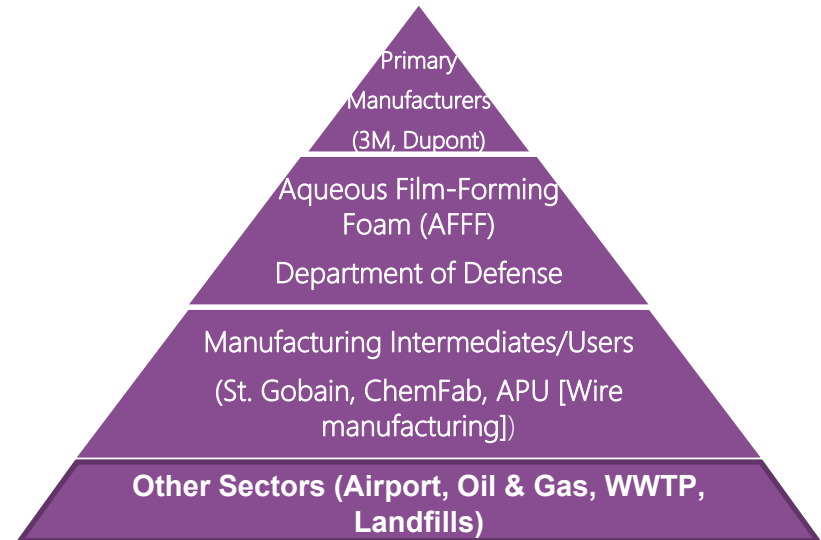 Primary
Manufacturers
(3M, Dupont)
Aqueous Film-Forming
Foam (AFFF)
Department of Defense
Manufacturing Intermediates/Users
(St. Gobain, ChemFab, APU [Wire
manufacturing])
Other Sectors (Airport, Oil & Gas, WWTP,
Landfills)